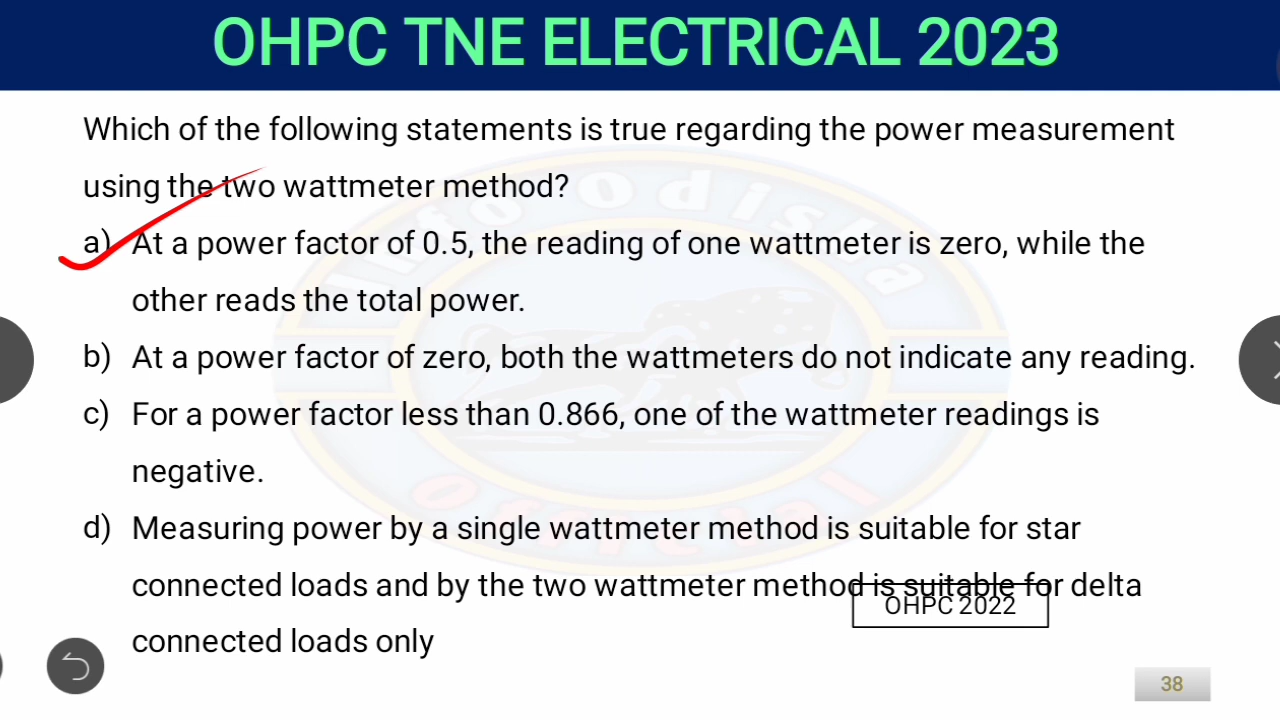 OHPC TNE ELECTRICAL 2023
Which of the following statements is true regarding the power measurement
using the two wattmeter method?
a) At a power factor of 0.5, the reading of one wattmeter is zero, while the
other reads the total power.
b) At a power factor of zero, both the wattmeters do not indicate any reading.
c) For a power factor less than 0.866, one of the wattmeter readings is
negative.
d) Measuring power by a single wattmeter method is suitable for star
connected loads and by the two wattmeter method is suitable for delta
connected loads only
OHPC 2022
38
Info Odisha
Official